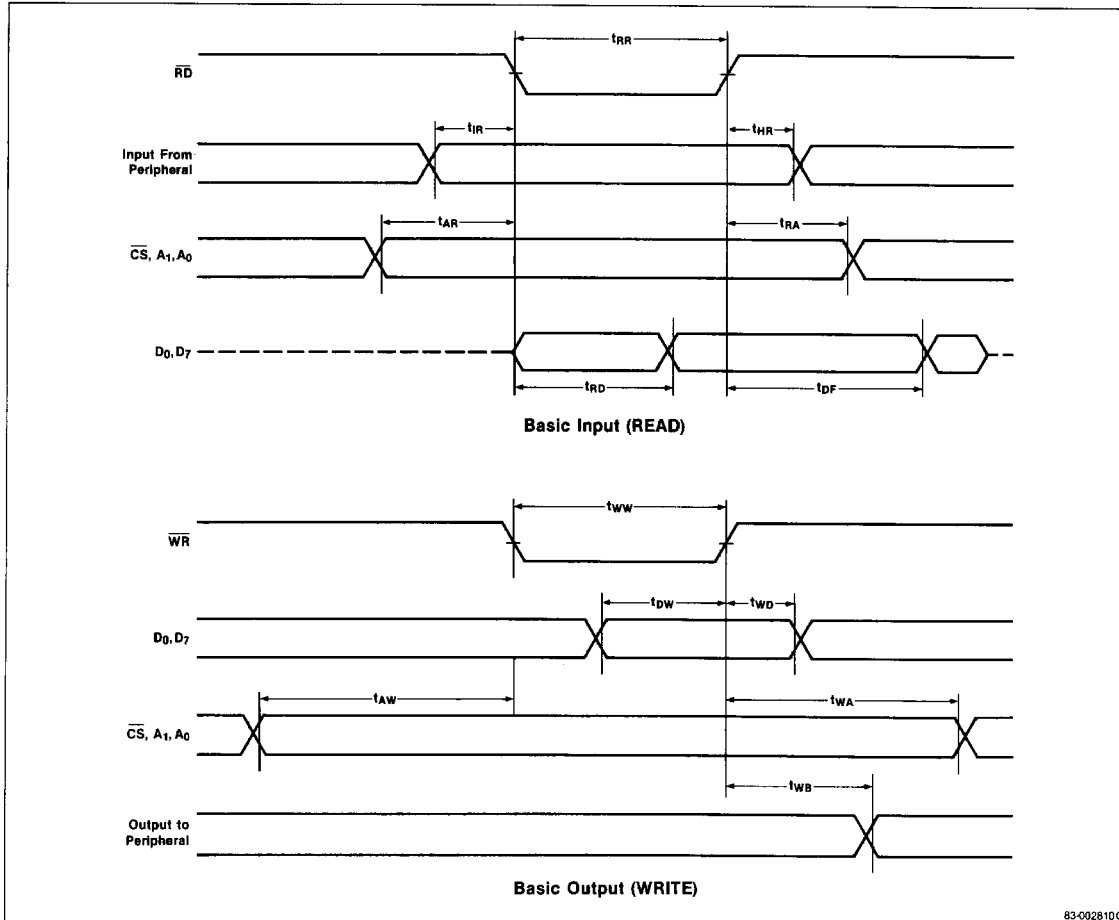 tRR
RD
tIR
tHR
Input From
Peripheral
tAR
tRA
CS, A1, A0
D0, D7
tRD
tDF
Basic Input (READ)
tWW
WR
tDW
tWD
D0, D7
tAW
tWA
CS, A1, A0
tWB
Output to
Peripheral
Basic Output (WRITE)
83-002810C